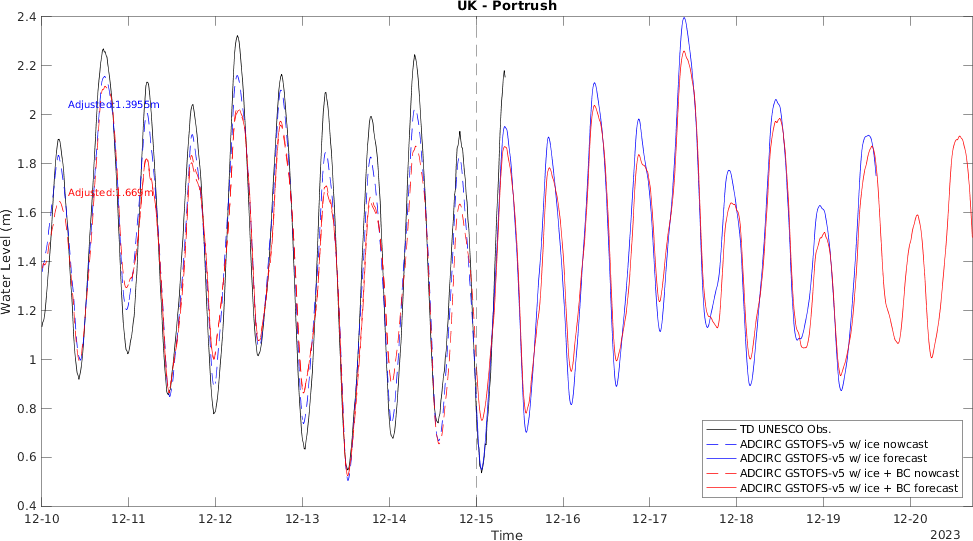 UK - Portrush
2.4
2.2
2
1.8
1.6
1.4
1.2
1
0.8
0.6
0.4
Water Level (m)
Adjusted:1.3955m
Adjusted:1.669m
TD UNESCO Obs.
ADCIRC GSTOFS-v5 w/ ice nowcast
ADCIRC GSTOFS-v5 w/ ice forecast
ADCIRC GSTOFS-v5 w/ ice + BC nowcast
ADCIRC GSTOFS-v5 w/ ice + BC forecast
12-10 12-11 12-12 12-13 12-14 12-15 12-16 12-17 12-18 12-19 12-20
Time
2023